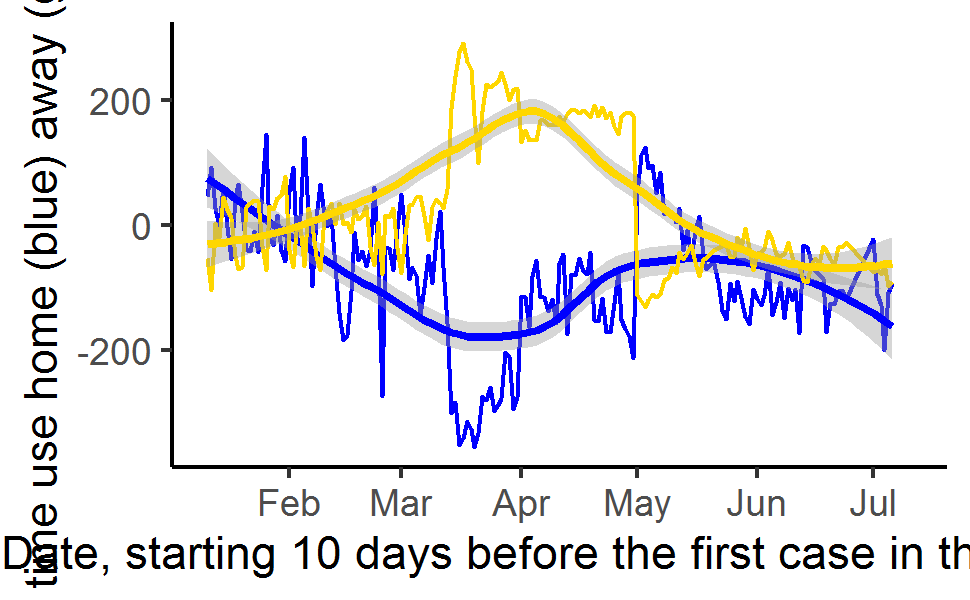 time use home (blue) away (
200
0
-200
Feb Mar Apr May Jun Jul
Date, starting 10 days before the first case in th